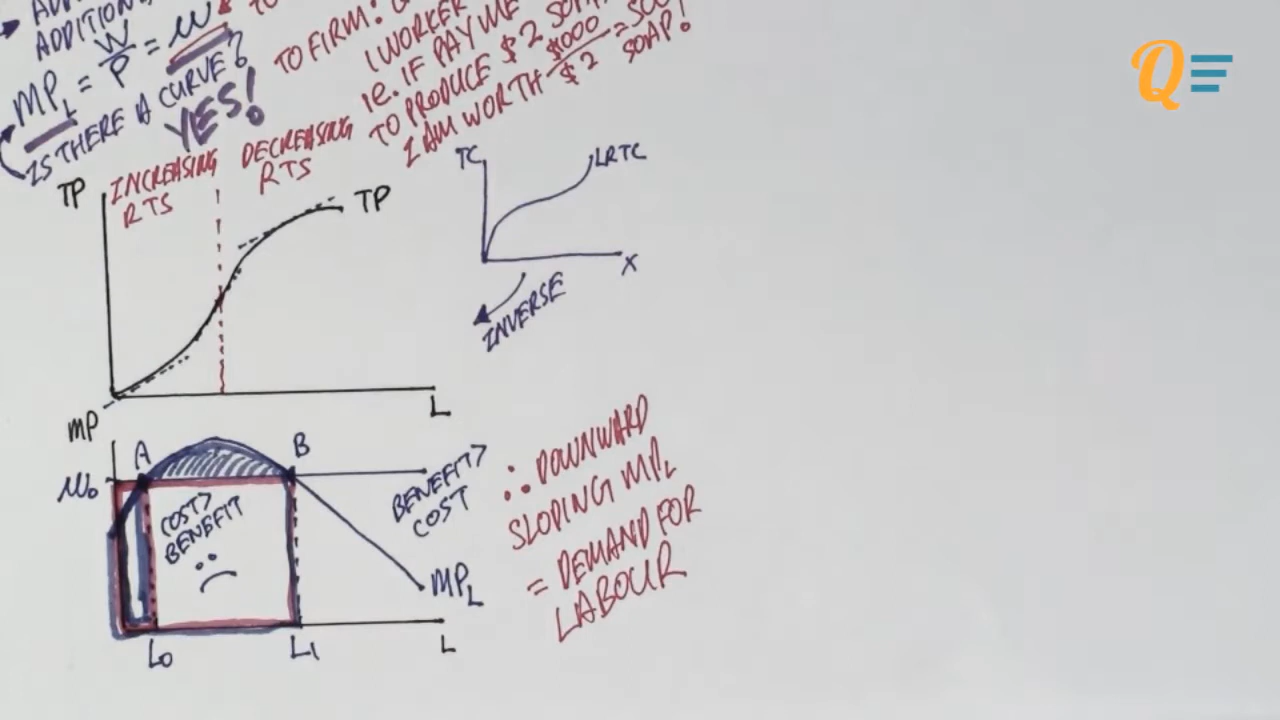 ADDITION
MPL = W/P = w
IS THERE A CURVE?
YES!
TO FIRM:
1 WORKER
ie. IF PAY ME
TO PRODUCE $2 SOAP
I AM WORTH $1000/$2 = 500
SOAP!
QE
TP
INCREASING
RTS
DECREASING
RTS
TP
L
TC
LRTC
X
INVERSE
MP
W0
A
B
COST>
BENEFIT
BENEFIT>
COST
MPL
L0
L1
L
∴ DOWNWARD
SLODING MPL
= DEMAND FOR
LABOUR